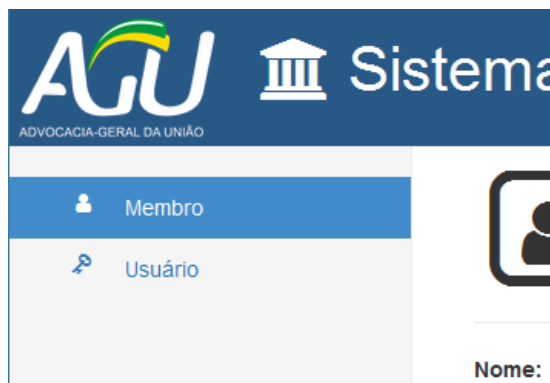 AGU
ADVOCACIA-GERAL DA UNIÃO
Sistema
Membro
Usuário
Nome: